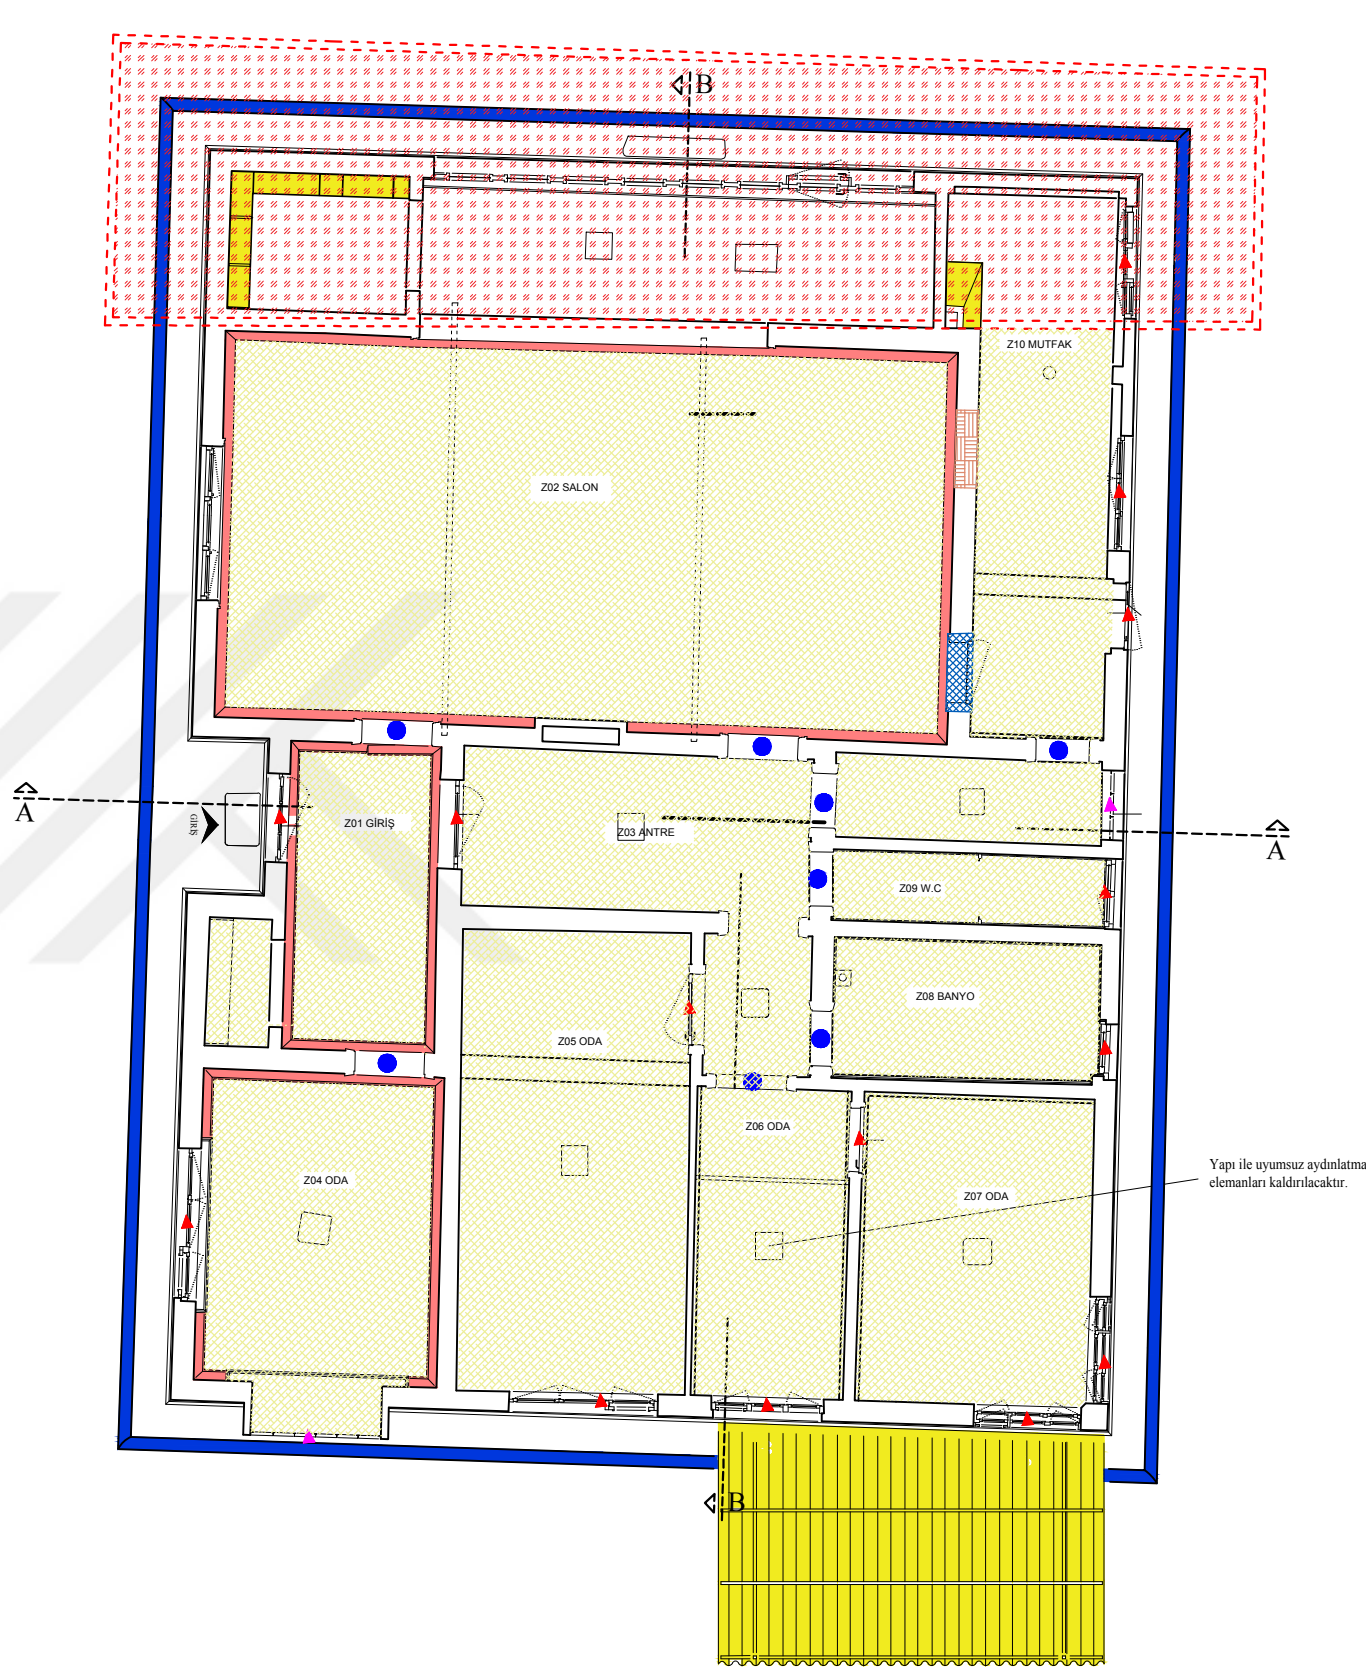 B
Z10 MUTFAK
Z02 SALON
A
GİRİŞ
Z01 GİRİŞ
Z03 ANTRE
A
Z09 W.C
Z08 BANYO
Z05 ODA
Z06 ODA
Z04 ODA
Z07 ODA
Yapı ile uyumsuz aydınlatma
elemanları kaldırılacaktır.
B